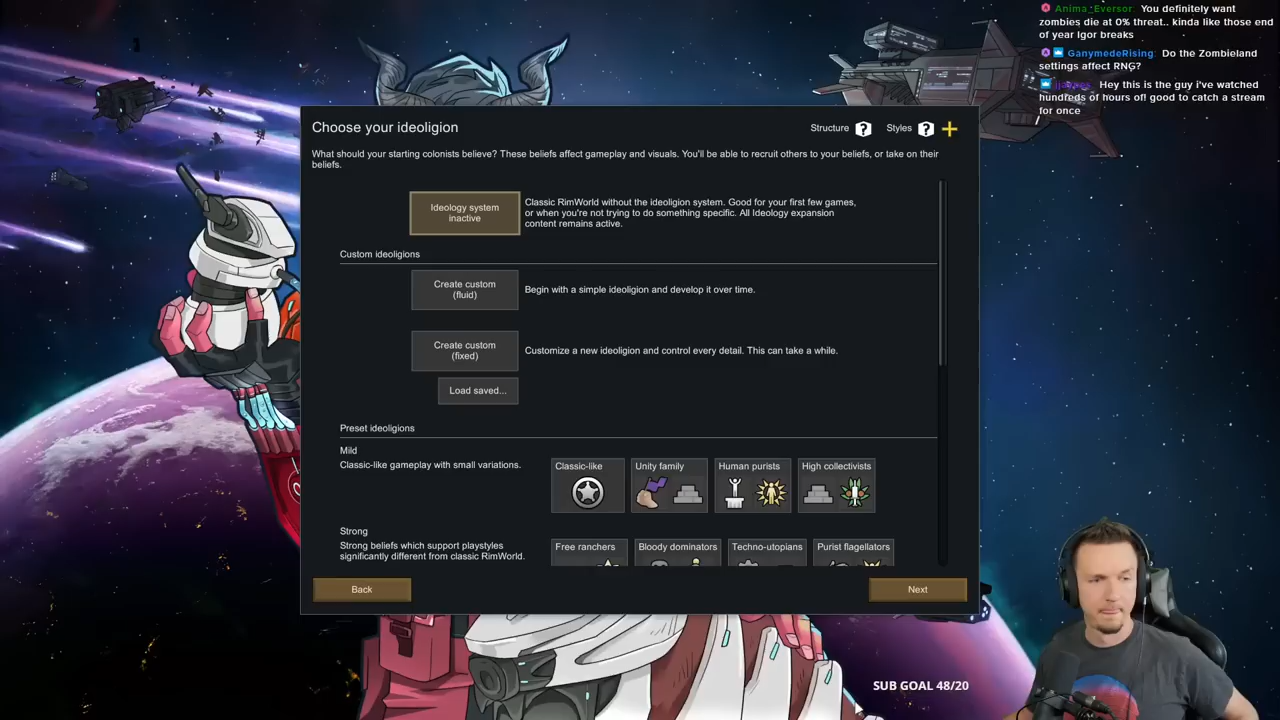 Anima_Eversor: You definitely want
zombies die at 0% threat.. kinda like those end
of year Igor breaks
GanymedeRising: Do the Zombieland
settings affect RNG?
Hey this is the guy i've watched
hundreds of hours of! good to catch a stream
for once
Choose your ideoligion
Structure ?
Styles ?
What should your starting colonists believe? These beliefs affect gameplay and visuals. You'll be able to recruit others to your beliefs, or take on their
beliefs.
Ideology system
inactive
Classic RimWorld without the ideoligion system. Good for your first few games,
or when you're not trying to do something specific. All Ideology expansion
content remains active.
Custom ideoligions
Create custom
(fluid)
Begin with a simple ideoligion and develop it over time.
Create custom
(fixed)
Customize a new ideoligion and control every detail. This can take a while.
Load saved...
Preset ideoligions
Mild
Classic-like gameplay with small variations.
Classic-like
Unity family
Human purists
High collectivists
Strong
Strong beliefs which support playstyles
significantly different from classic RimWorld.
Free ranchers
Bloody dominators
Techno-utopians
Purist flagellators
Back
Next
SUB GOAL 48/20